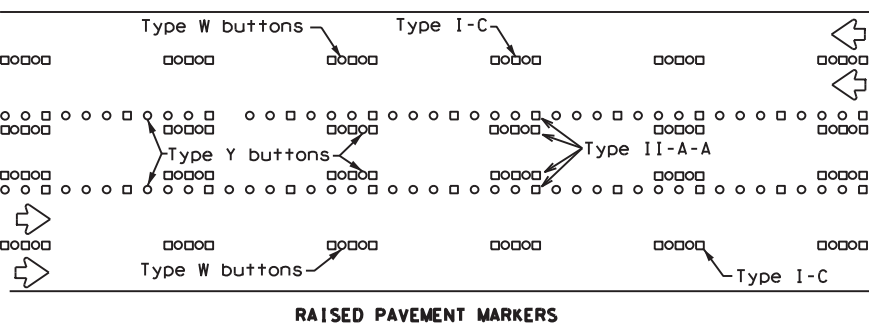 Type W buttons
Type I-C
Type Y buttons
Type II-A-A
Type W buttons
Type I-C
RAISED PAVEMENT MARKERS